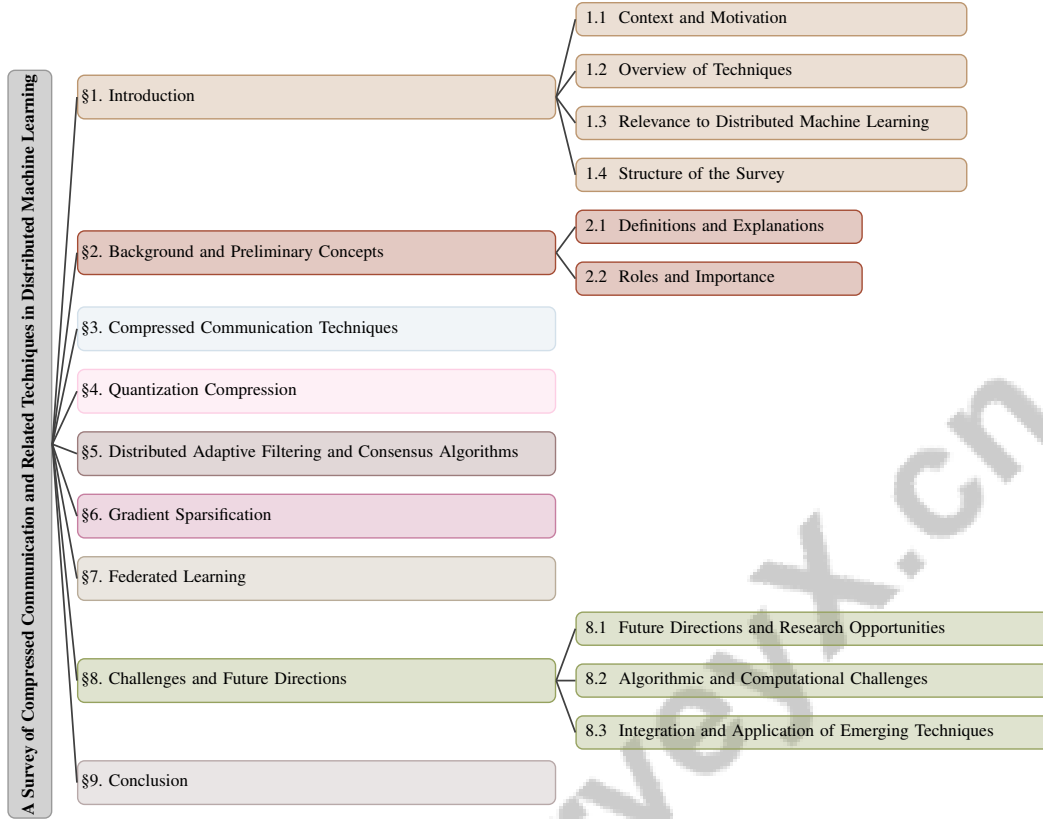 A Survey of Compressed Communication and Related Techniques in Distributed Machine Learning
§1. Introduction
1.1 Context and Motivation
1.2 Overview of Techniques
1.3 Relevance to Distributed Machine Learning
1.4 Structure of the Survey
§2. Background and Preliminary Concepts
2.1 Definitions and Explanations
2.2 Roles and Importance
§3. Compressed Communication Techniques
§4. Quantization Compression
§5. Distributed Adaptive Filtering and Consensus Algorithms
§6. Gradient Sparsification
§7. Federated Learning
§8. Challenges and Future Directions
8.1 Future Directions and Research Opportunities
8.2 Algorithmic and Computational Challenges
8.3 Integration and Application of Emerging Techniques
§9. Conclusion
veyx.cn